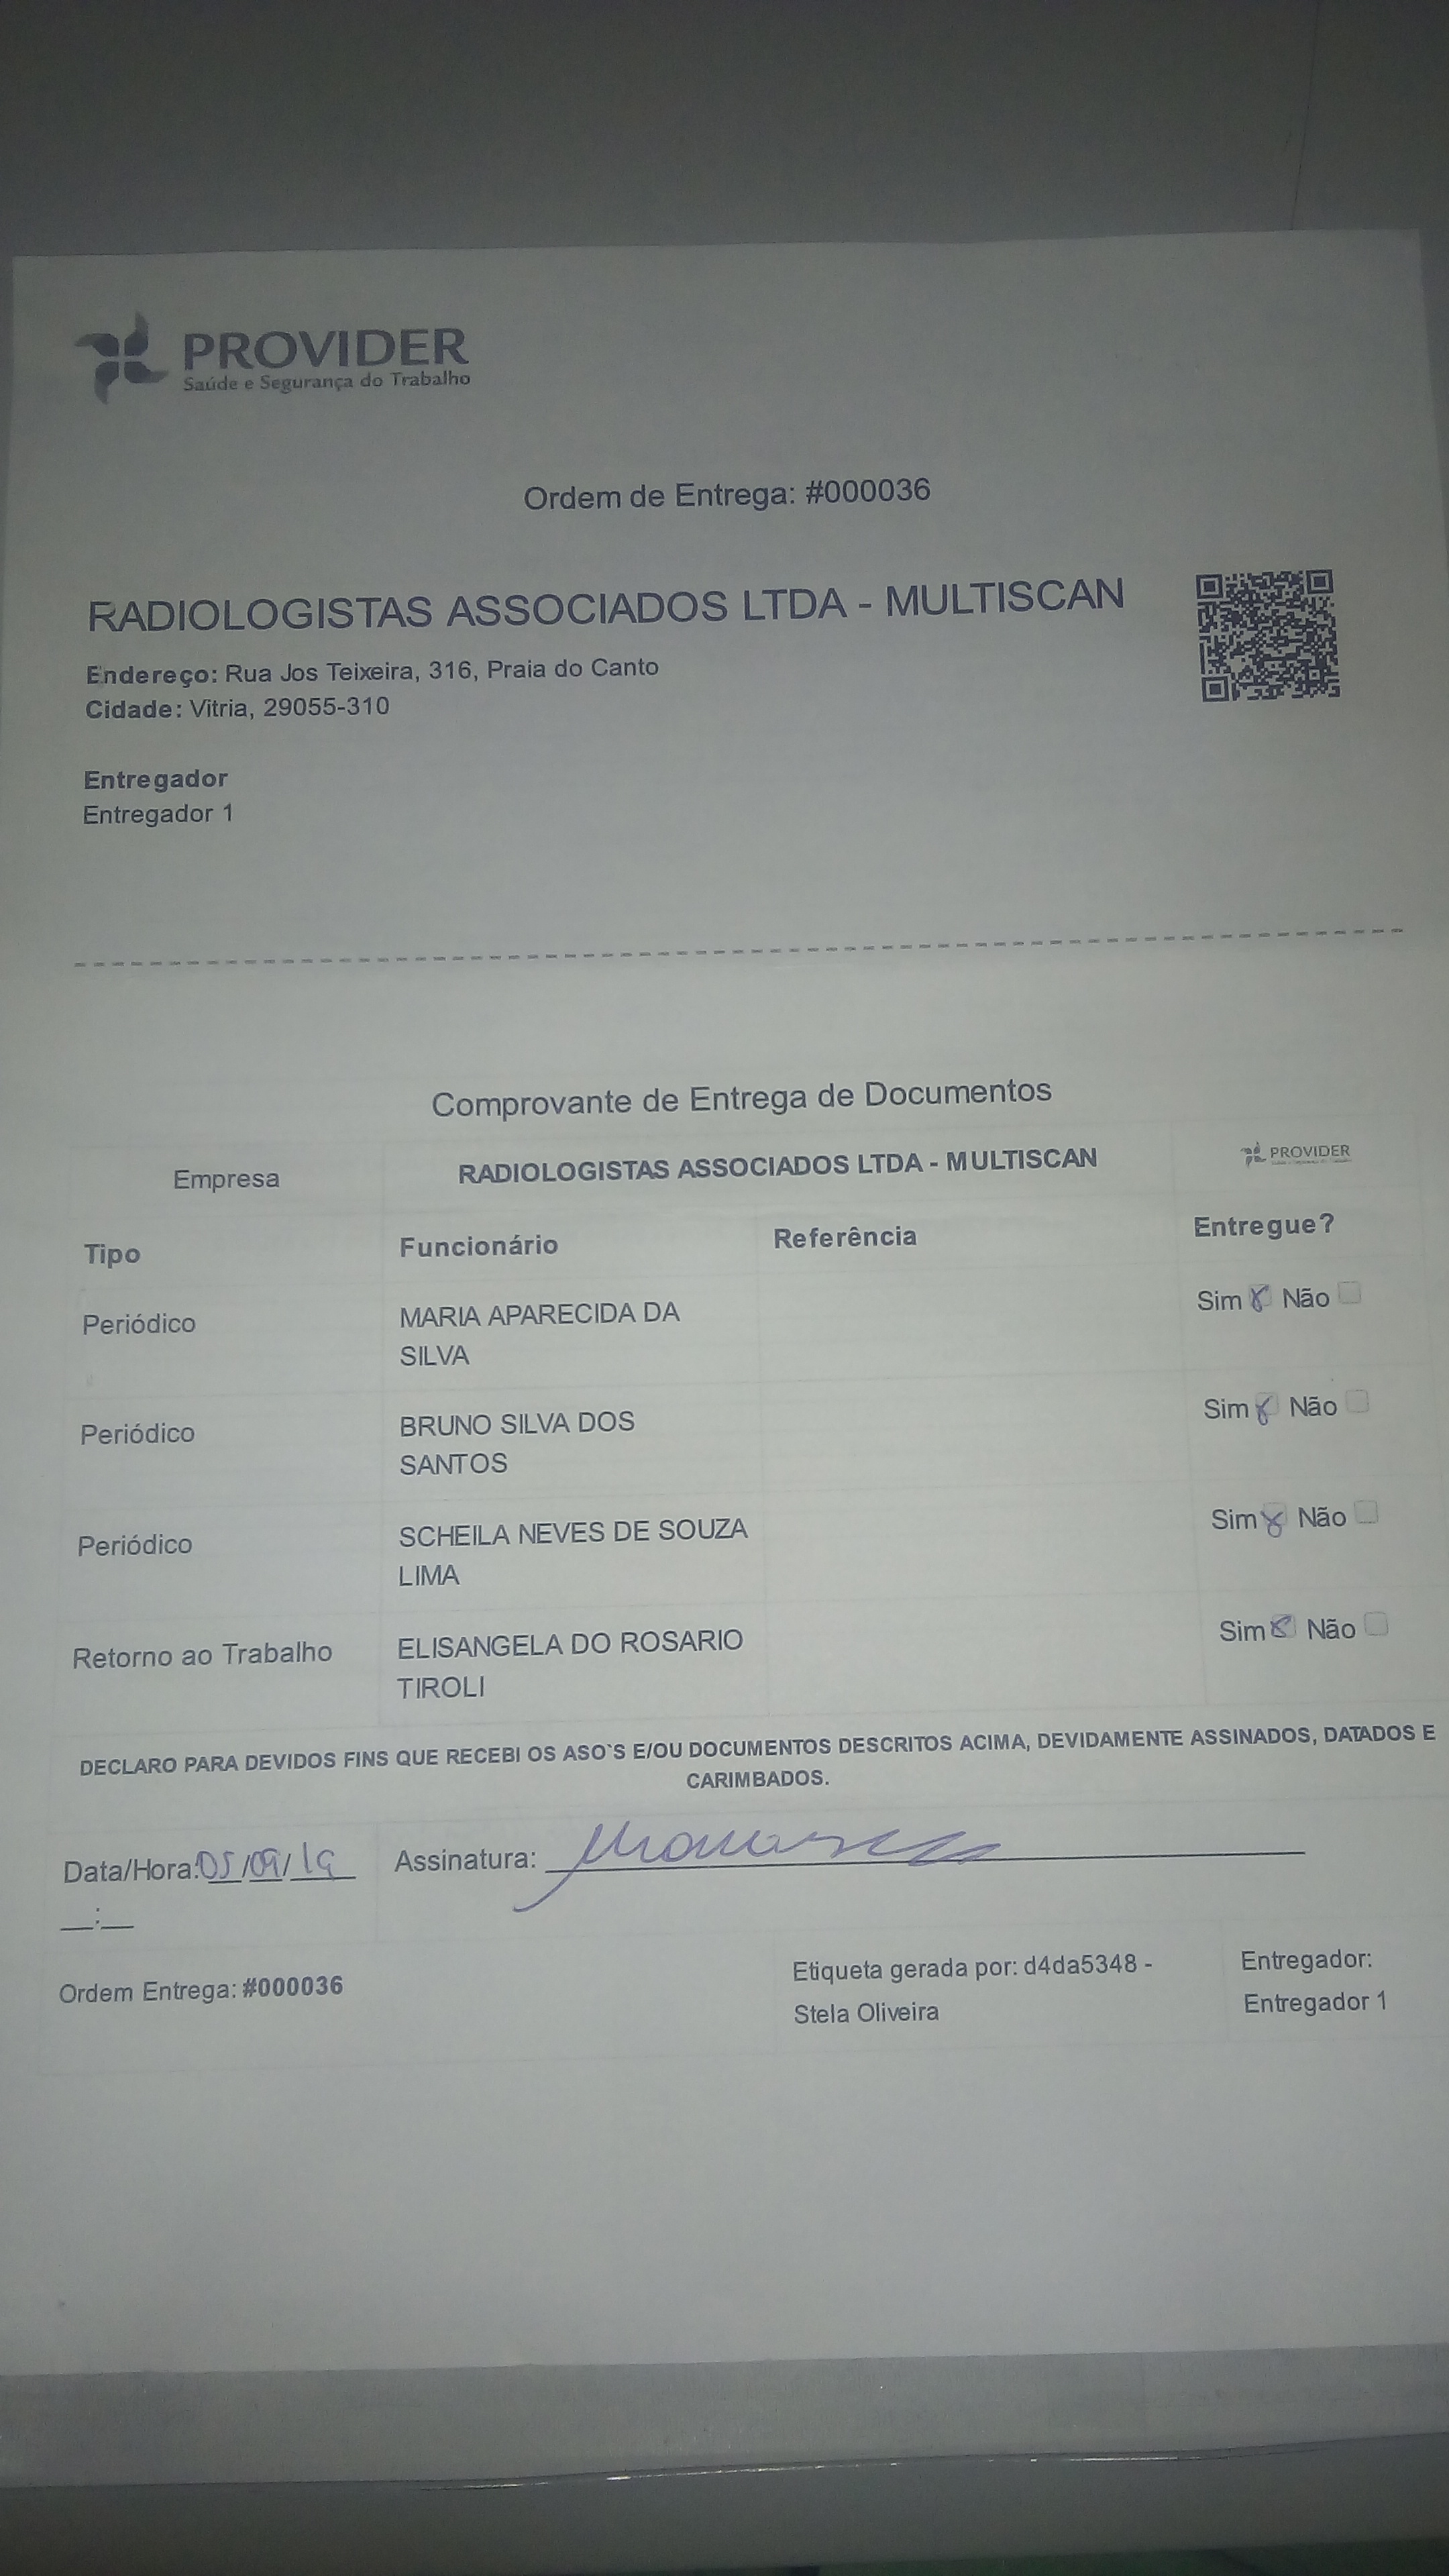 PROVIDER
Saúde e Segurança do Trabalho
Ordem de Entrega: #000036
RADIOLOGISTAS ASSOCIADOS LTDA - MULTISCAN
Endereço: Rua Jos Teixeira, 316, Praia do Canto
Cidade: Vitria, 29055-310
Entregador
Entregador 1
Comprovante de Entrega de Documentos
Empresa RADIOLOGISTAS ASSOCIADOS LTDA - MULTISCAN PROVIDER
Tipo Funcionário Referência Entregue?
Periódico MARIA APARECIDA DA Sim Não
SILVA
Periódico BRUNO SILVA DOS Sim Não
SANTOS
Periódico SCHEILA NEVES DE SOUZA Sim Não
LIMA
Retorno ao Trabalho ELISANGELA DO ROSARIO Sim Não
TIROLI
DECLARO PARA DEVIDOS FINS QUE RECEBI OS ASO`S E/OU DOCUMENTOS DESCRITOS ACIMA, DEVIDAMENTE ASSINADOS, DATADOS E
CARIMBADOS.
Data/Hora: 05/09/19 Assinatura:
__:__
Ordem Entrega: #000036 Etiqueta gerada por: d4da5348 - Entregador:
Stela Oliveira Entregador 1